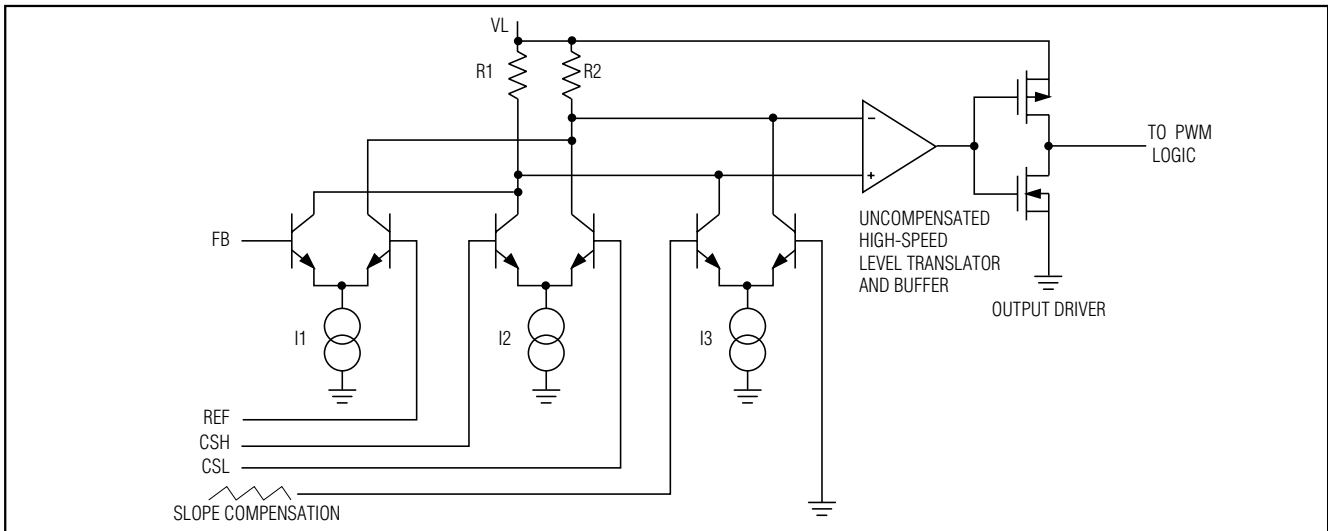 VL
R1
R2
−
+
TO PWM
LOGIC
FB
UNCOMPENSATED
HIGH-SPEED
LEVEL TRANSLATOR
AND BUFFER
OUTPUT DRIVER
I1
I2
I3
REF
CSH
CSL
SLOPE COMPENSATION